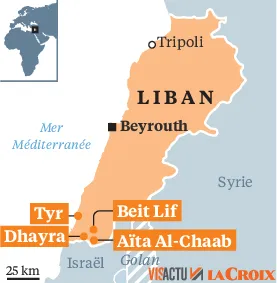 Tripoli
LIBAN
Beyrouth
Mer
Méditerranée
Syrie
Tyr
Beit Lif
Dhayra
Aïta Al-Chaab
Israël
Golan
25 km
VISACTU
LA CROIX